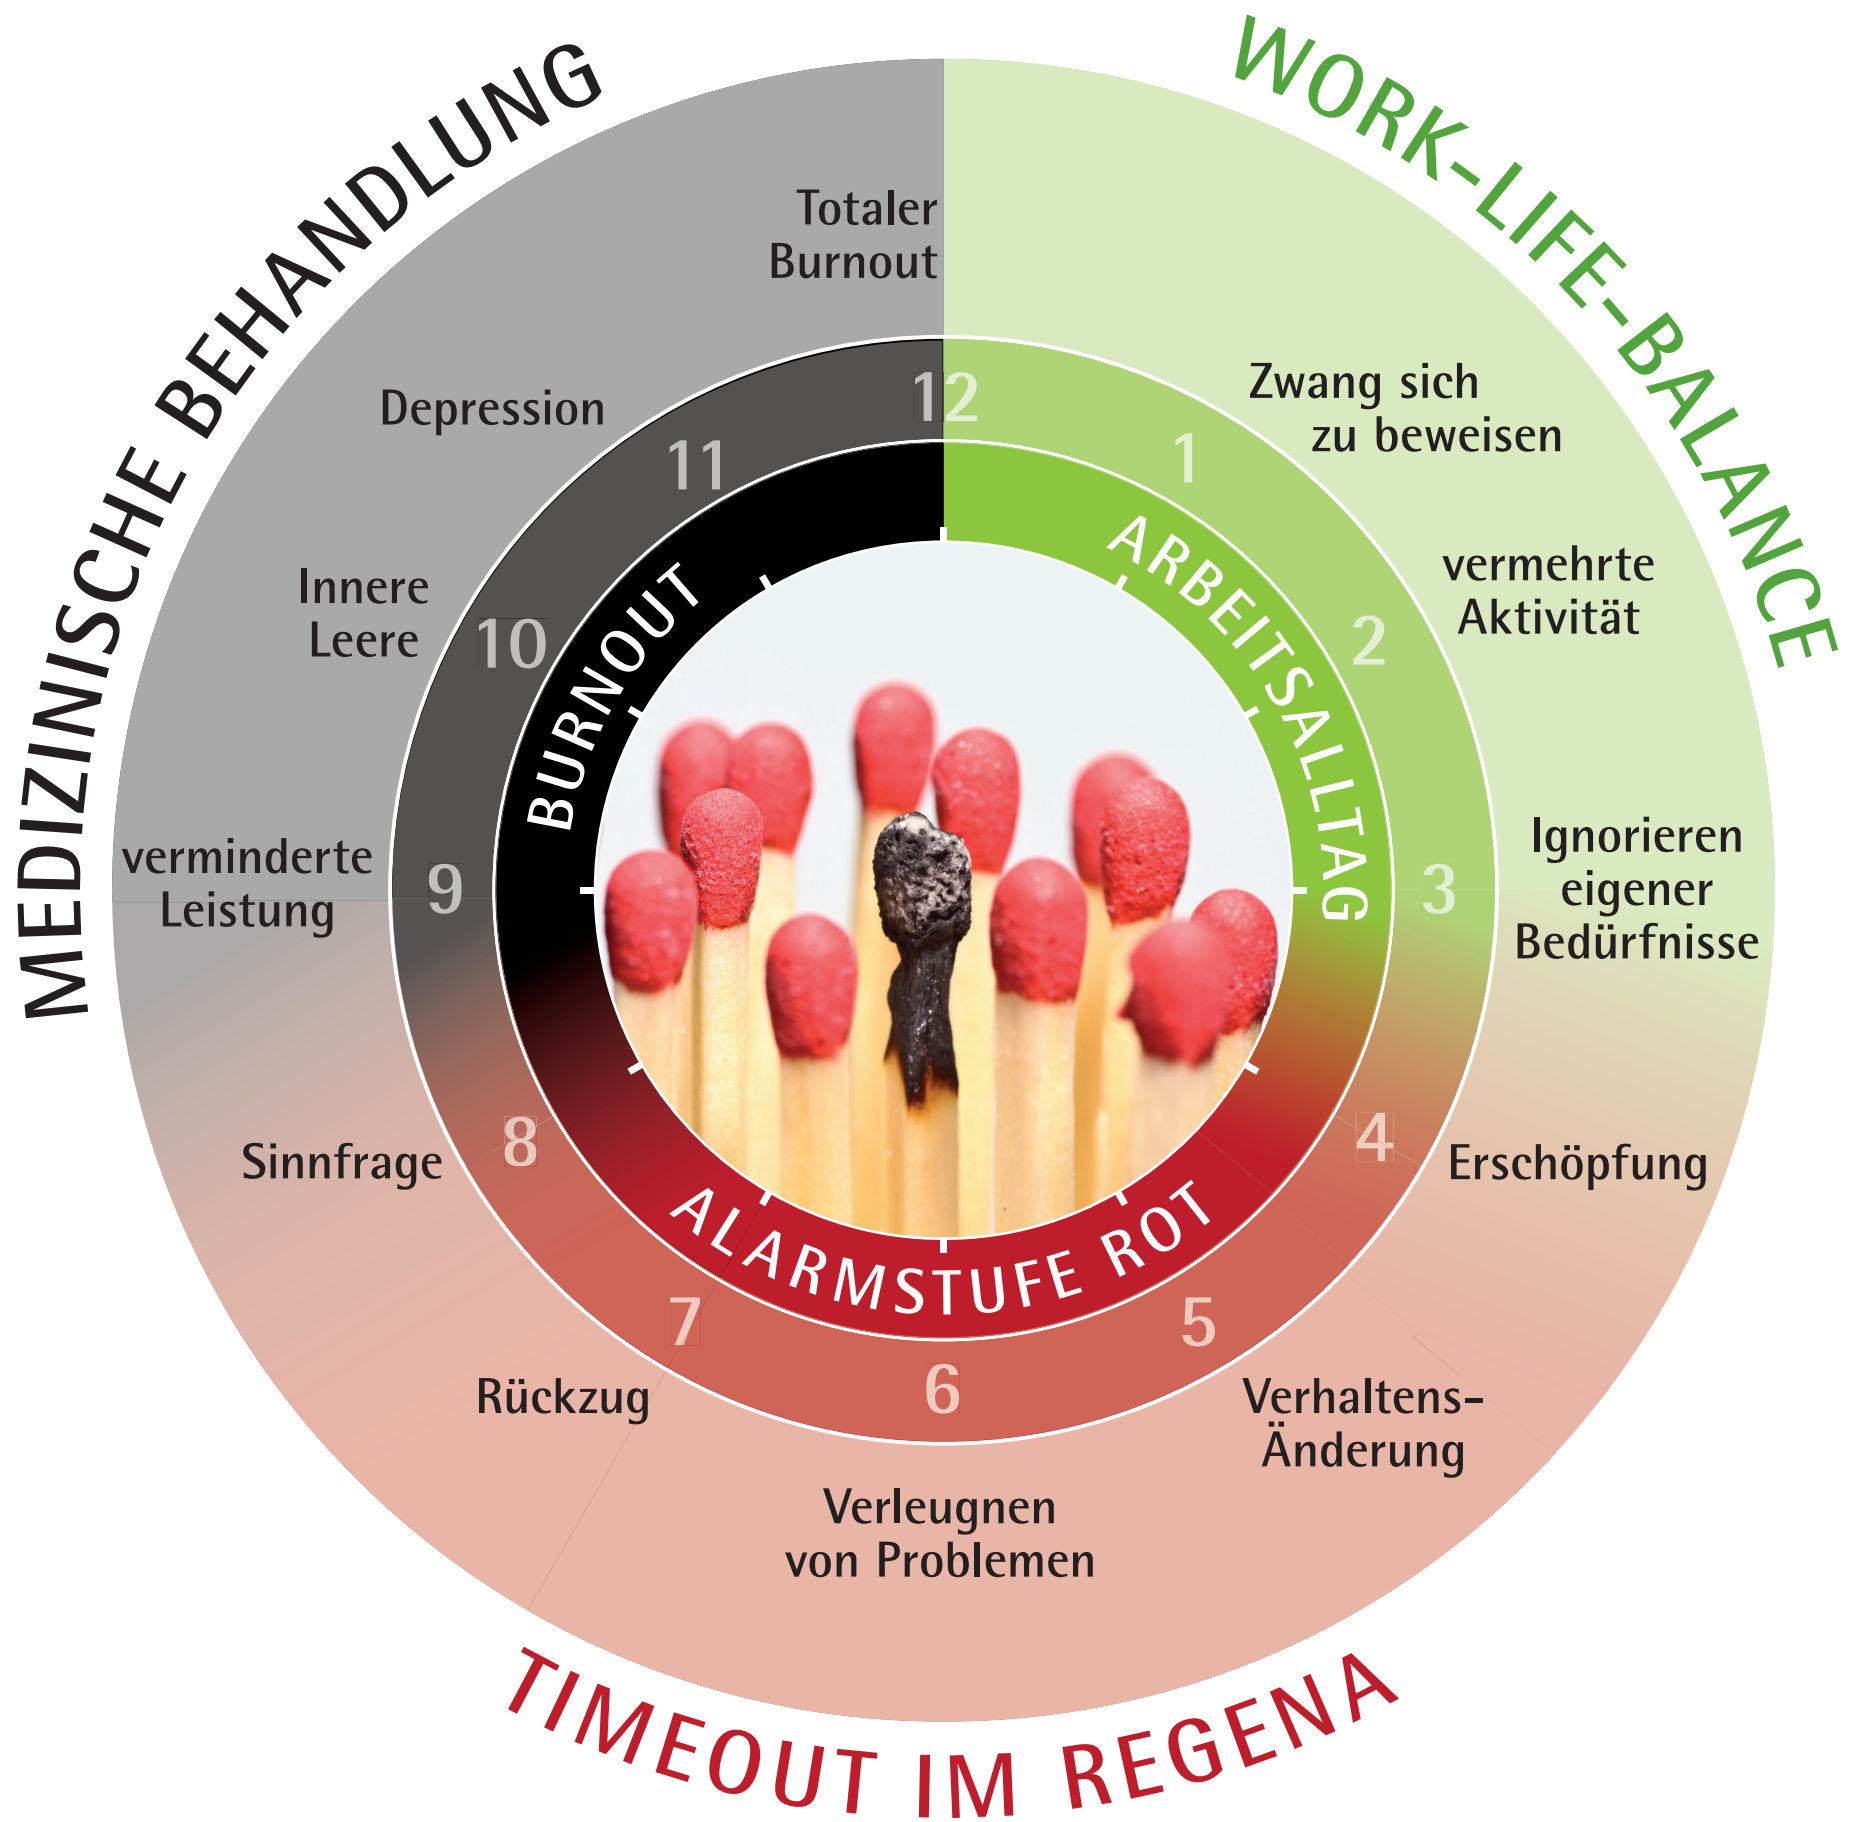 WORK-LIFE-BALANCE
MEDIZINISCHE BEHANDLUNG
TIMEOUT IM REGENA
ARBEITSALLTAG
ALARMSTUFE ROT
BURNOUT
1
Zwang sich
zu beweisen
2
vermehrte
Aktivität
3
Ignorieren
eigener
Bedürfnisse
4
Erschöpfung
5
Verhaltens-
Änderung
6
Verleugnen
von Problemen
7
Rückzug
8
Sinnfrage
9
verminderte
Leistung
10
Innere
Leere
11
Depression
12
Totaler
Burnout